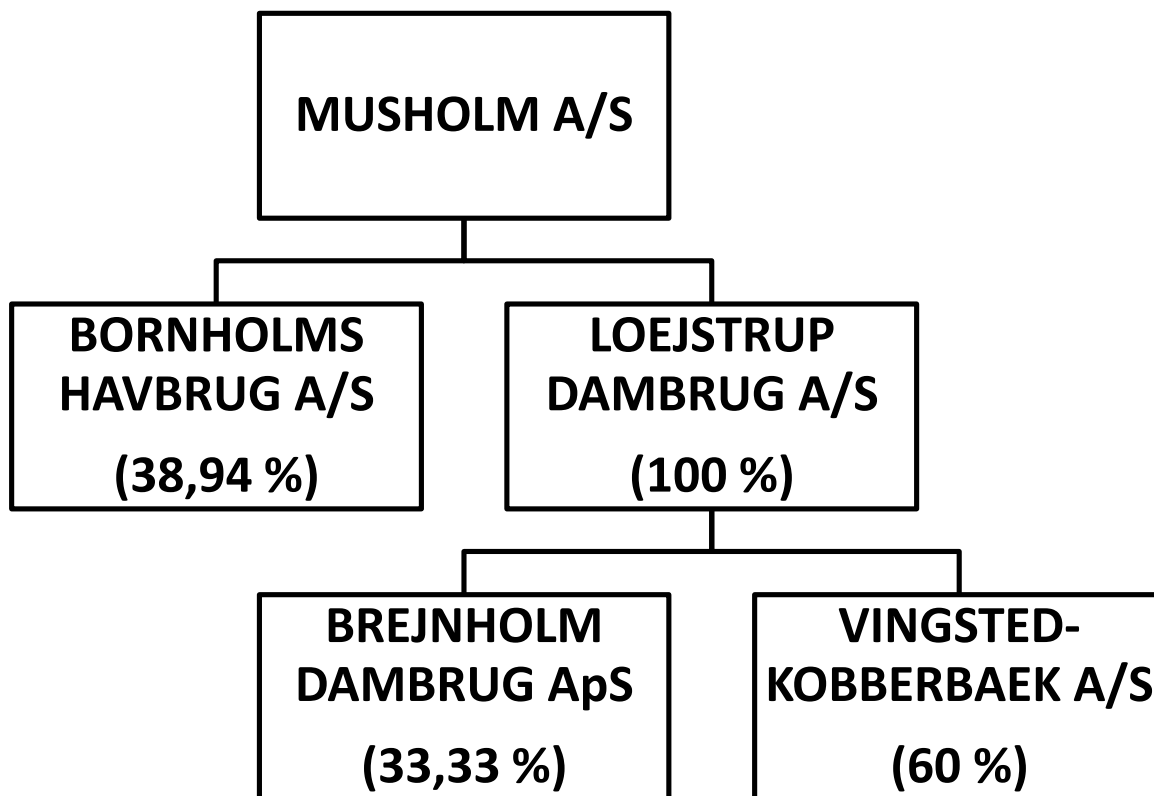 MUSHOLM A/S
BORNHOLMS
HAVBRUG A/S
(38,94 %)
LOEJSTRUP
DAMBRUG A/S
(100 %)
BREJNHOLM
DAMBRUG ApS
(33,33 %)
VINGSTED-
KOBBERBAEK A/S
(60 %)